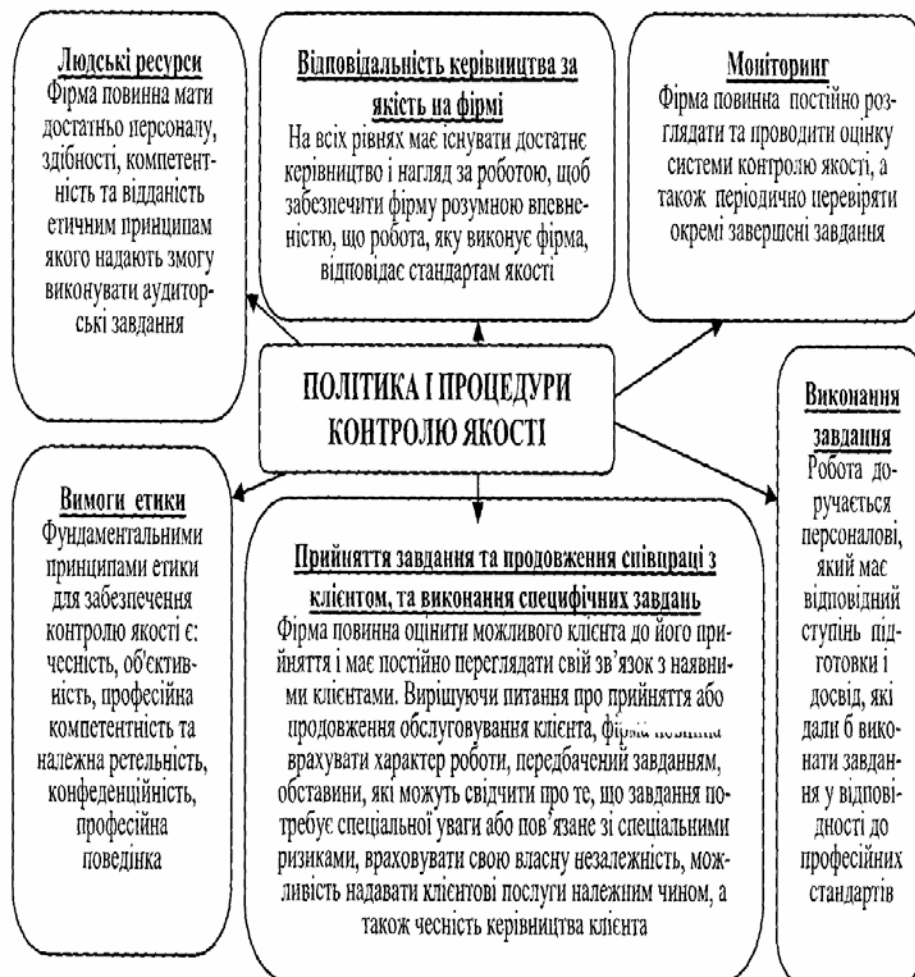 Людські ресурси
Фірма повинна мати
достатньо персоналу,
здібності, компетент-
ність та відданість
етичним принципам
якого надають змогу
виконувати аудитор-
ські завдання
Відповідальність керівництва за
якість на фірмі
На всіх рівнях має існувати достатнє
керівництво і нагляд за роботою, щоб
забезпечити фірму розумною впевне-
ністю, що робота, яку виконує фірма,
відповідає стандартам якості
Моніторинг
Фірма повинна постійно роз-
глядати та проводити оцінку
системи контролю якості, а
також періодично перевіряти
окремі завершені завдання
ПОЛІТИКА І ПРОЦЕДУРИ
КОНТРОЛЮ ЯКОСТІ
Вимоги етики
Фундаментальними
принципами етики
для забезпечення
контролю якості є:
чесність, об'єктив-
ність, професійна
компетентність та
належна ретельність,
конфеденційність,
професійна
поведінка
Прийняття завдання та продовження співпраці з
клієнтом, та виконання специфічних завдань
Фірма повинна оцінити можливого клієнта до його при-
йняття і має постійно переглядати свій зв'язок з наявни-
ми клієнтами. Вирішуючи питання про прийняття або
продовження обслуговування клієнта, фірма
врахувати характер роботи, передбачений завданням,
обставини, які можуть свідчити про те, що завдання по-
требує спеціальної уваги або пов'язане зі спеціальними
ризиками, враховувати свою власну незалежність, мож-
ливість надавати клієнтові послуги належним чином, а
також чесність керівництва клієнта
Виконання
завдання
Робота до-
ручається
персоналові,
який має
відповідний
ступінь під-
готовки і
досвід, які
дали б вико-
нати завдан-
ня у відпові-
дності до
професійних
стандартів